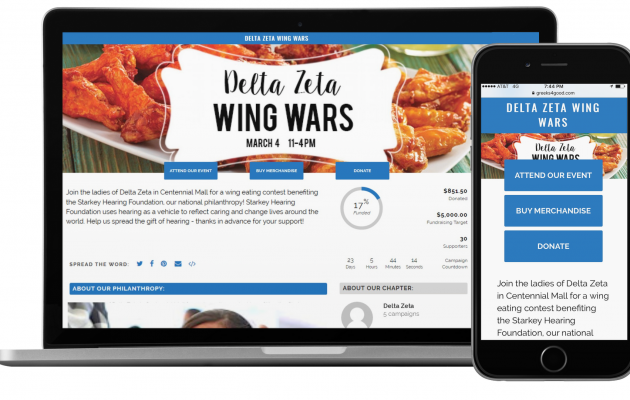 DELTA ZETA WING WARS
Delta Zeta
WING WARS
MARCH 4 11-4PM
ATTEND OUR EVENT
BUY MERCHANDISE
DONATE
Join the ladies of Delta Zeta in Centennial Mall for a wing eating contest benefiting
the Starkey Hearing Foundation, our national philanthropy! Starkey Hearing
Foundation uses hearing as a vehicle to reflect caring and change lives around the
world. Help us spread the gift of hearing - thanks in advance for your support!
SPREAD THE WORD:
17%
Funded
$851.50
Donated
$5,000.00
Fundraising Target
30
Supporters
23 5 44 14
Days Hours Minutes Seconds
Campaign
Countdown
ABOUT OUR PHILANTHROPY:
ABOUT OUR CHAPTER:
Delta Zeta
5 campaigns
AT&T 4G 7:44 PM
greeks4good.com
DELTA ZETA WING
WARS
Delta Zeta
WING WARS
ATTEND OUR EVENT
BUY MERCHANDISE
DONATE
Join the ladies of Delta Zeta
in Centennial Mall for a wing
eating contest benefiting
the Starkey Hearing
Foundation, our national